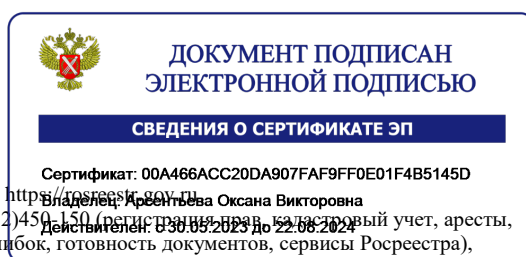 ДОКУМЕНТ ПОДПИСАН
ЭЛЕКТРОННОЙ ПОДПИСЬЮ
СВЕДЕНИЯ О СЕРТИФИКАТЕ ЭП
Сертификат: 00A466ACC20DA907FAF9FF0E01F4B5145D
https://rosreestr.gov.ru
Владелец: Арсентьева Оксана Викторовна
2)450-150 (регистрация прав, кадастровый учет, аресты,
Действителен: с 30.05.2023 до 22.08.2024
ибок, готовность документов, сервисы Росреестра),